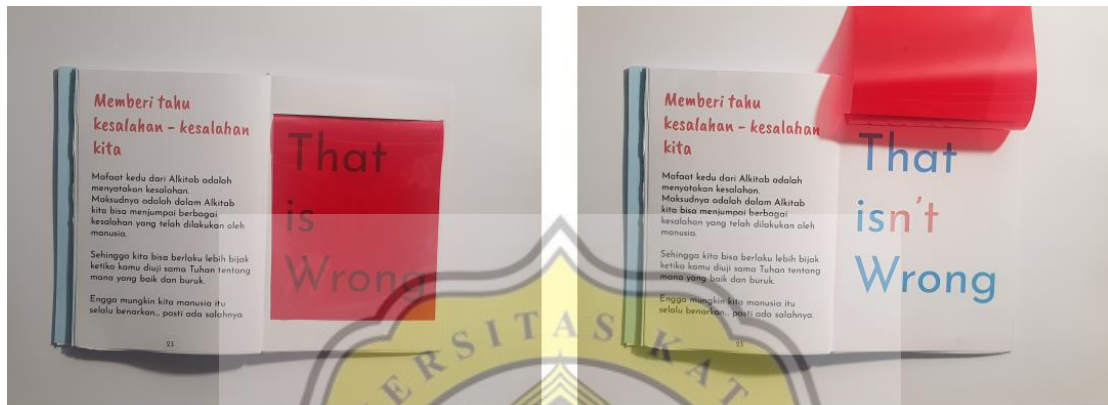 Memberi tahu
kesalahan – kesalahan
kita
Mafaat kedu dari Alkitab adalah
menyatakan kesalahan.
Maksudnya adalah dalam Alkitab
kita bisa menjumpai berbagai
kesalahan yang telah dilakukan oleh
manusia.
Sehingga kita bisa berlaku lebih bijak
ketika kamu diuji sama Tuhan tentang
mana yang baik dan buruk.
Engga mungkin kita manusia itu
selalu benarkan... pasti ada salahnya.
23
That
is
Wrong
Memberi tahu
kesalahan – kesalahan
kita
Mafaat kedu dari Alkitab adalah
menyatakan kesalahan.
Maksudnya adalah dalam Alkitab
kita bisa menjumpai berbagai
kesalahan yang telah dilakukan oleh
manusia.
Sehingga kita bisa berlaku lebih bijak
ketika kamu diuji sama Tuhan tentang
mana yang baik dan buruk.
Engga mungkin kita manusia itu
selalu benarkan... pasti ada salahnya.
23
That
isn't
Wrong
ERSITAS KAT